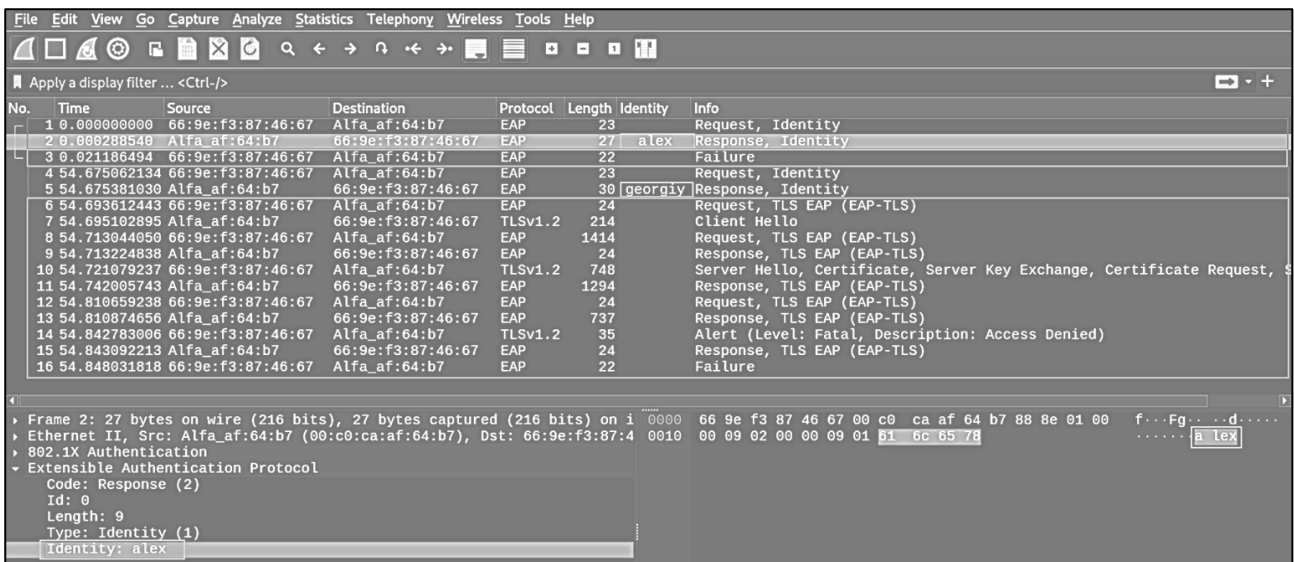 File Edit View Go Capture Analyze Statistics Telephony Wireless Tools Help
Apply a display filter ... <Ctrl-/>
No. Time Source Destination Protocol Length Identity Info
1 0.000000000 66:9e:f3:87:46:67 Alfa_af:64:b7 EAP 23 Request, Identity
2 0.000288540 Alfa_af:64:b7 66:9e:f3:87:46:67 EAP 27 alex Response, Identity
3 0.021186494 66:9e:f3:87:46:67 Alfa_af:64:b7 EAP 22 Failure
4 54.675062134 66:9e:f3:87:46:67 Alfa_af:64:b7 EAP 23 Request, Identity
5 54.675381030 Alfa_af:64:b7 66:9e:f3:87:46:67 EAP 30 georgiy Response, Identity
6 54.693612443 66:9e:f3:87:46:67 Alfa_af:64:b7 EAP 24 Request, TLS EAP (EAP-TLS)
7 54.695102895 Alfa_af:64:b7 66:9e:f3:87:46:67 TLSv1.2 214 Client Hello
8 54.713044050 66:9e:f3:87:46:67 Alfa_af:64:b7 EAP 1414 Request, TLS EAP (EAP-TLS)
9 54.713224838 Alfa_af:64:b7 66:9e:f3:87:46:67 EAP 24 Response, TLS EAP (EAP-TLS)
10 54.721079237 66:9e:f3:87:46:67 Alfa_af:64:b7 TLSv1.2 748 Server Hello, Certificate, Server Key Exchange, Certificate Request, S
11 54.742005743 Alfa_af:64:b7 66:9e:f3:87:46:67 EAP 1294 Response, TLS EAP (EAP-TLS)
12 54.810659238 66:9e:f3:87:46:67 Alfa_af:64:b7 EAP 24 Request, TLS EAP (EAP-TLS)
13 54.810874656 Alfa_af:64:b7 66:9e:f3:87:46:67 EAP 737 Response, TLS EAP (EAP-TLS)
14 54.842783006 66:9e:f3:87:46:67 Alfa_af:64:b7 TLSv1.2 35 Alert (Level: Fatal, Description: Access Denied)
15 54.843092213 Alfa_af:64:b7 66:9e:f3:87:46:67 EAP 24 Response, TLS EAP (EAP-TLS)
16 54.848031818 66:9e:f3:87:46:67 Alfa_af:64:b7 EAP 22 Failure
Frame 2: 27 bytes on wire (216 bits), 27 bytes captured (216 bits) on i
Ethernet II, Src: Alfa_af:64:b7 (00:c0:ca:af:64:b7), Dst: 66:9e:f3:87:4
802.1X Authentication
Extensible Authentication Protocol
Code: Response (2)
Id: 0
Length: 9
Type: Identity (1)
Identity: alex
0000 66 9e f3 87 46 67 00 c0 ca af 64 b7 88 8e 01 00 f···Fg·· ··d·····
0010 00 09 02 00 00 09 01 61 6c 65 78 ·······a lex